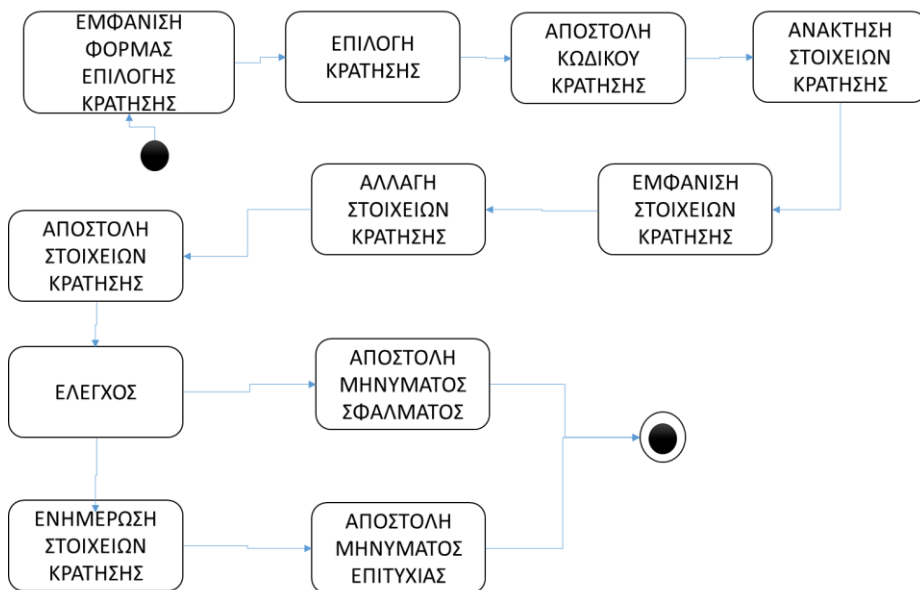 ΕΜΦΑΝΙΣΗ
ΦΟΡΜΑΣ
ΕΠΙΛΟΓΗΣ
ΚΡΑΤΗΣΗΣ
ΕΠΙΛΟΓΗ
ΚΡΑΤΗΣΗΣ
ΑΠΟΣΤΟΛΗ
ΚΩΔΙΚΟΥ
ΚΡΑΤΗΣΗΣ
ΑΝΑΚΤΗΣΗ
ΣΤΟΙΧΕΙΩΝ
ΚΡΑΤΗΣΗΣ
ΕΜΦΑΝΙΣΗ
ΣΤΟΙΧΕΙΩΝ
ΚΡΑΤΗΣΗΣ
ΑΛΛΑΓΗ
ΣΤΟΙΧΕΙΩΝ
ΚΡΑΤΗΣΗΣ
ΑΠΟΣΤΟΛΗ
ΣΤΟΙΧΕΙΩΝ
ΚΡΑΤΗΣΗΣ
ΕΛΕΓΧΟΣ
ΑΠΟΣΤΟΛΗ
ΜΗΝΥΜΑΤΟΣ
ΣΦΑΛΜΑΤΟΣ
ΕΝΗΜΕΡΩΣΗ
ΣΤΟΙΧΕΙΩΝ
ΚΡΑΤΗΣΗΣ
ΑΠΟΣΤΟΛΗ
ΜΗΝΥΜΑΤΟΣ
ΕΠΙΤΥΧΙΑΣ